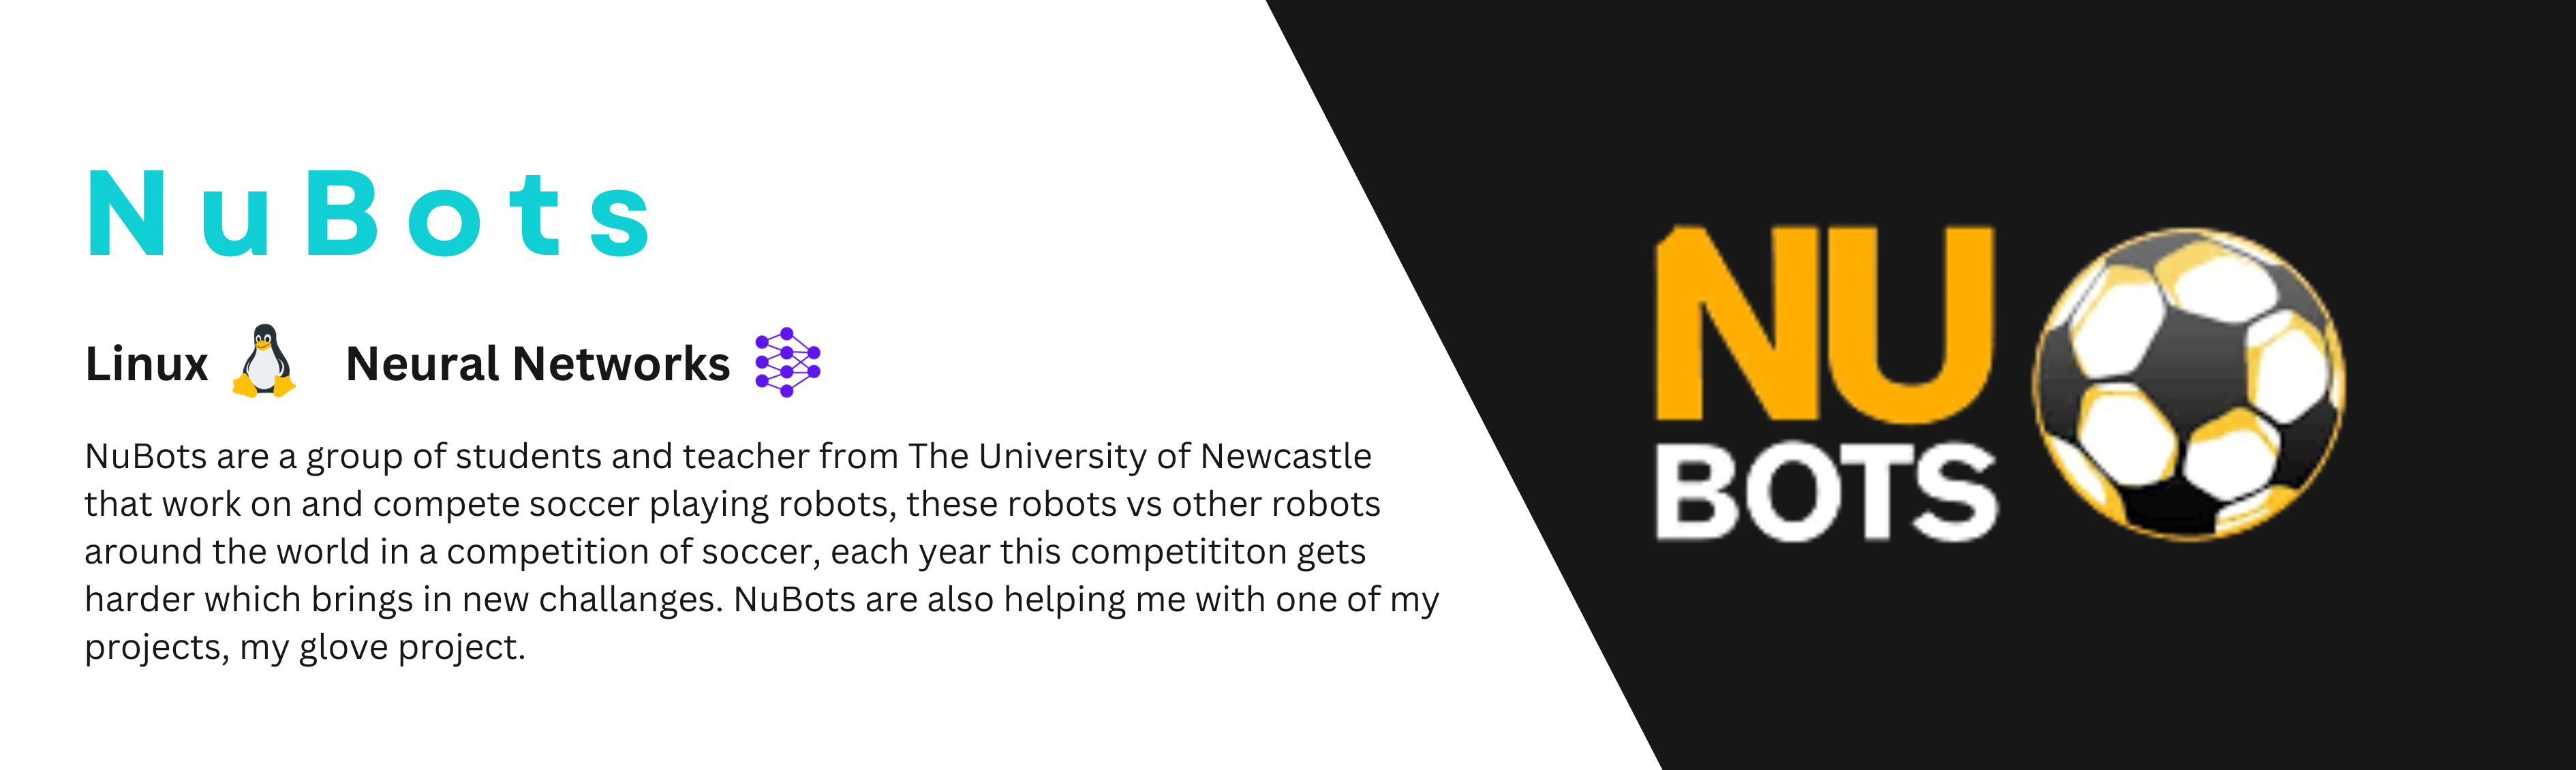 NuBots
Linux
Neural Networks
NuBots are a group of students and teacher from The University of Newcastle
that work on and compete soccer playing robots, these robots vs other robots
around the world in a competition of soccer, each year this competititon gets
harder which brings in new challanges. NuBots are also helping me with one of my
projects, my glove project.
NU
BOTS